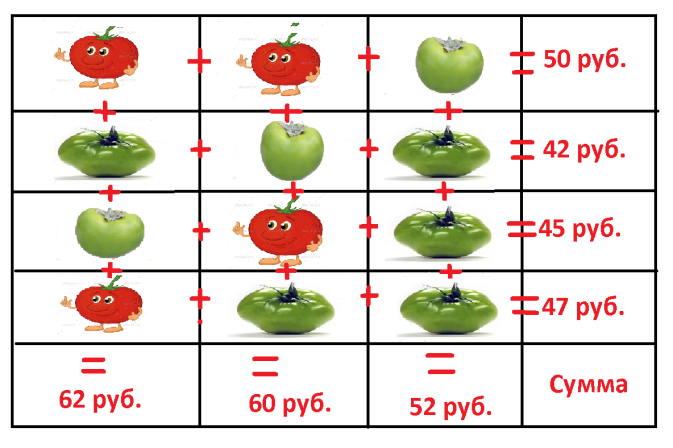 + + = 50 руб.
+ + +
+ + = 42 руб.
+ + +
+ + = 45 руб.
+ + +
+ + = 47 руб.
= = =
62 руб. 60 руб. 52 руб. Сумма